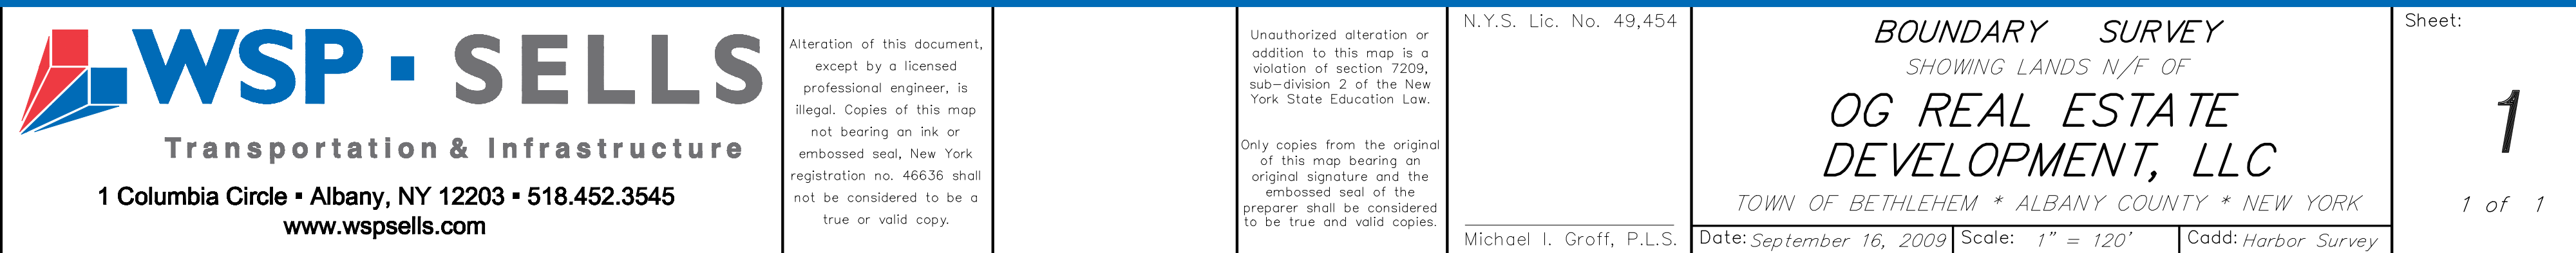 WSP ▪ SELLS
Transportation & Infrastructure
1 Columbia Circle ▪ Albany, NY 12203 ▪ 518.452.3545
www.wspsells.com
Alteration of this document,
except by a licensed
professional engineer, is
illegal. Copies of this map
not bearing an ink or
embossed seal, New York
registration no. 46636 shall
not be considered to be a
true or valid copy.
Unauthorized alteration or
addition to this map is a
violation of section 7209,
sub-division 2 of the New
York State Education Law.
Only copies from the original
of this map bearing an
original signature and the
embossed seal of the
preparer shall be considered
to be true and valid copies.
N.Y.S. Lic. No. 49,454
Michael I. Groff, P.L.S.
BOUNDARY SURVEY
SHOWING LANDS N/F OF
OG REAL ESTATE
DEVELOPMENT, LLC
TOWN OF BETHLEHEM * ALBANY COUNTY * NEW YORK
Date: September 16, 2009
Scale: 1" = 120'
Cadd: Harbor Survey
Sheet:
1
1 of 1